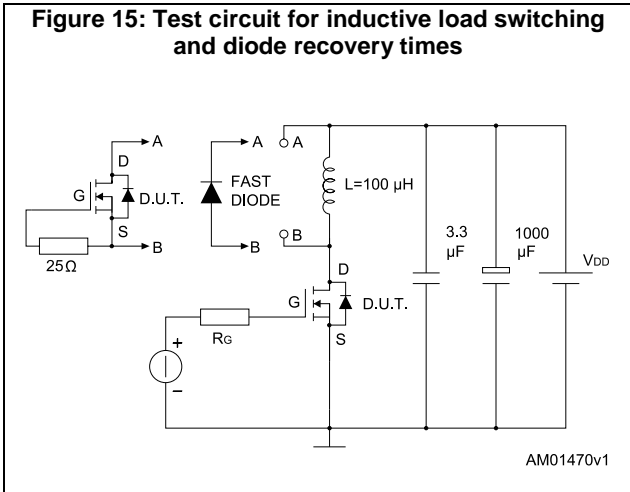 Figure 15: Test circuit for inductive load switching
and diode recovery times
A
A
A
D
G
D.U.T.
FAST
DIODE
L=100 µH
S
B
B
B
25Ω
3.3
µF
1000
µF
VDD
D
G
D.U.T.
RG
S
+
−
AM01470v1